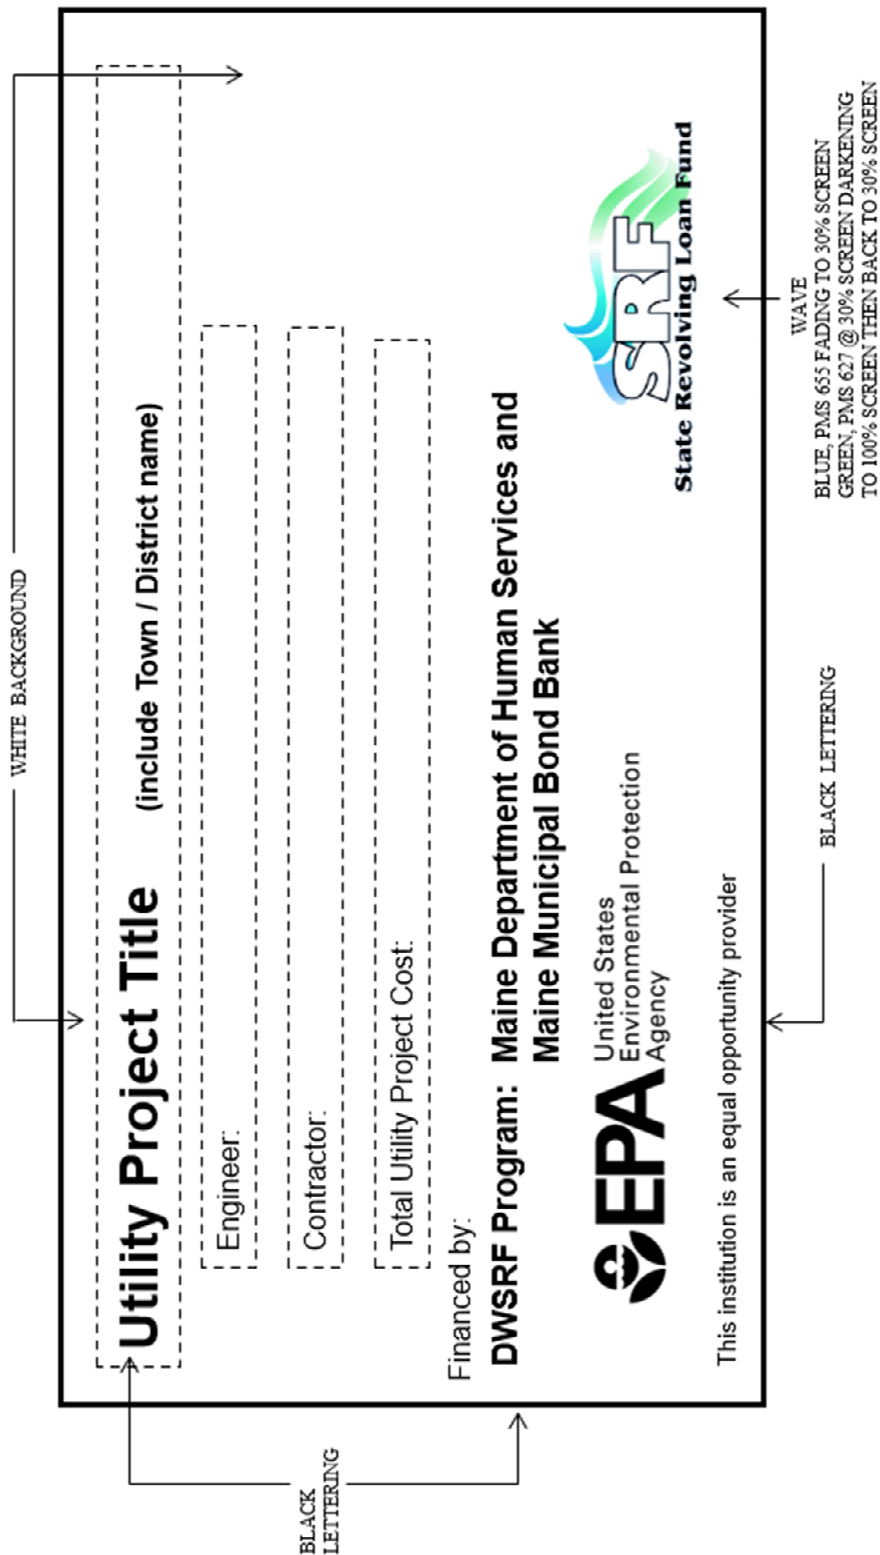 WHITE BACKGROUND
Utility Project Title (include Town / District name)
Engineer:
Contractor:
Total Utility Project Cost:
Financed by:
DWSRF Program: Maine Department of Human Services and
Maine Municipal Bond Bank
EPA
United States
Environmental Protection
Agency
SRF
State Revolving Loan Fund
This institution is an equal opportunity provider
BLACK
LETTERING
BLACK LETTERING
WAVE
BLUE, PMS 655 FADING TO 30% SCREEN
GREEN, PMS 627 @ 30% SCREEN DARKENING
TO 100% SCREEN THEN BACK TO 30% SCREEN